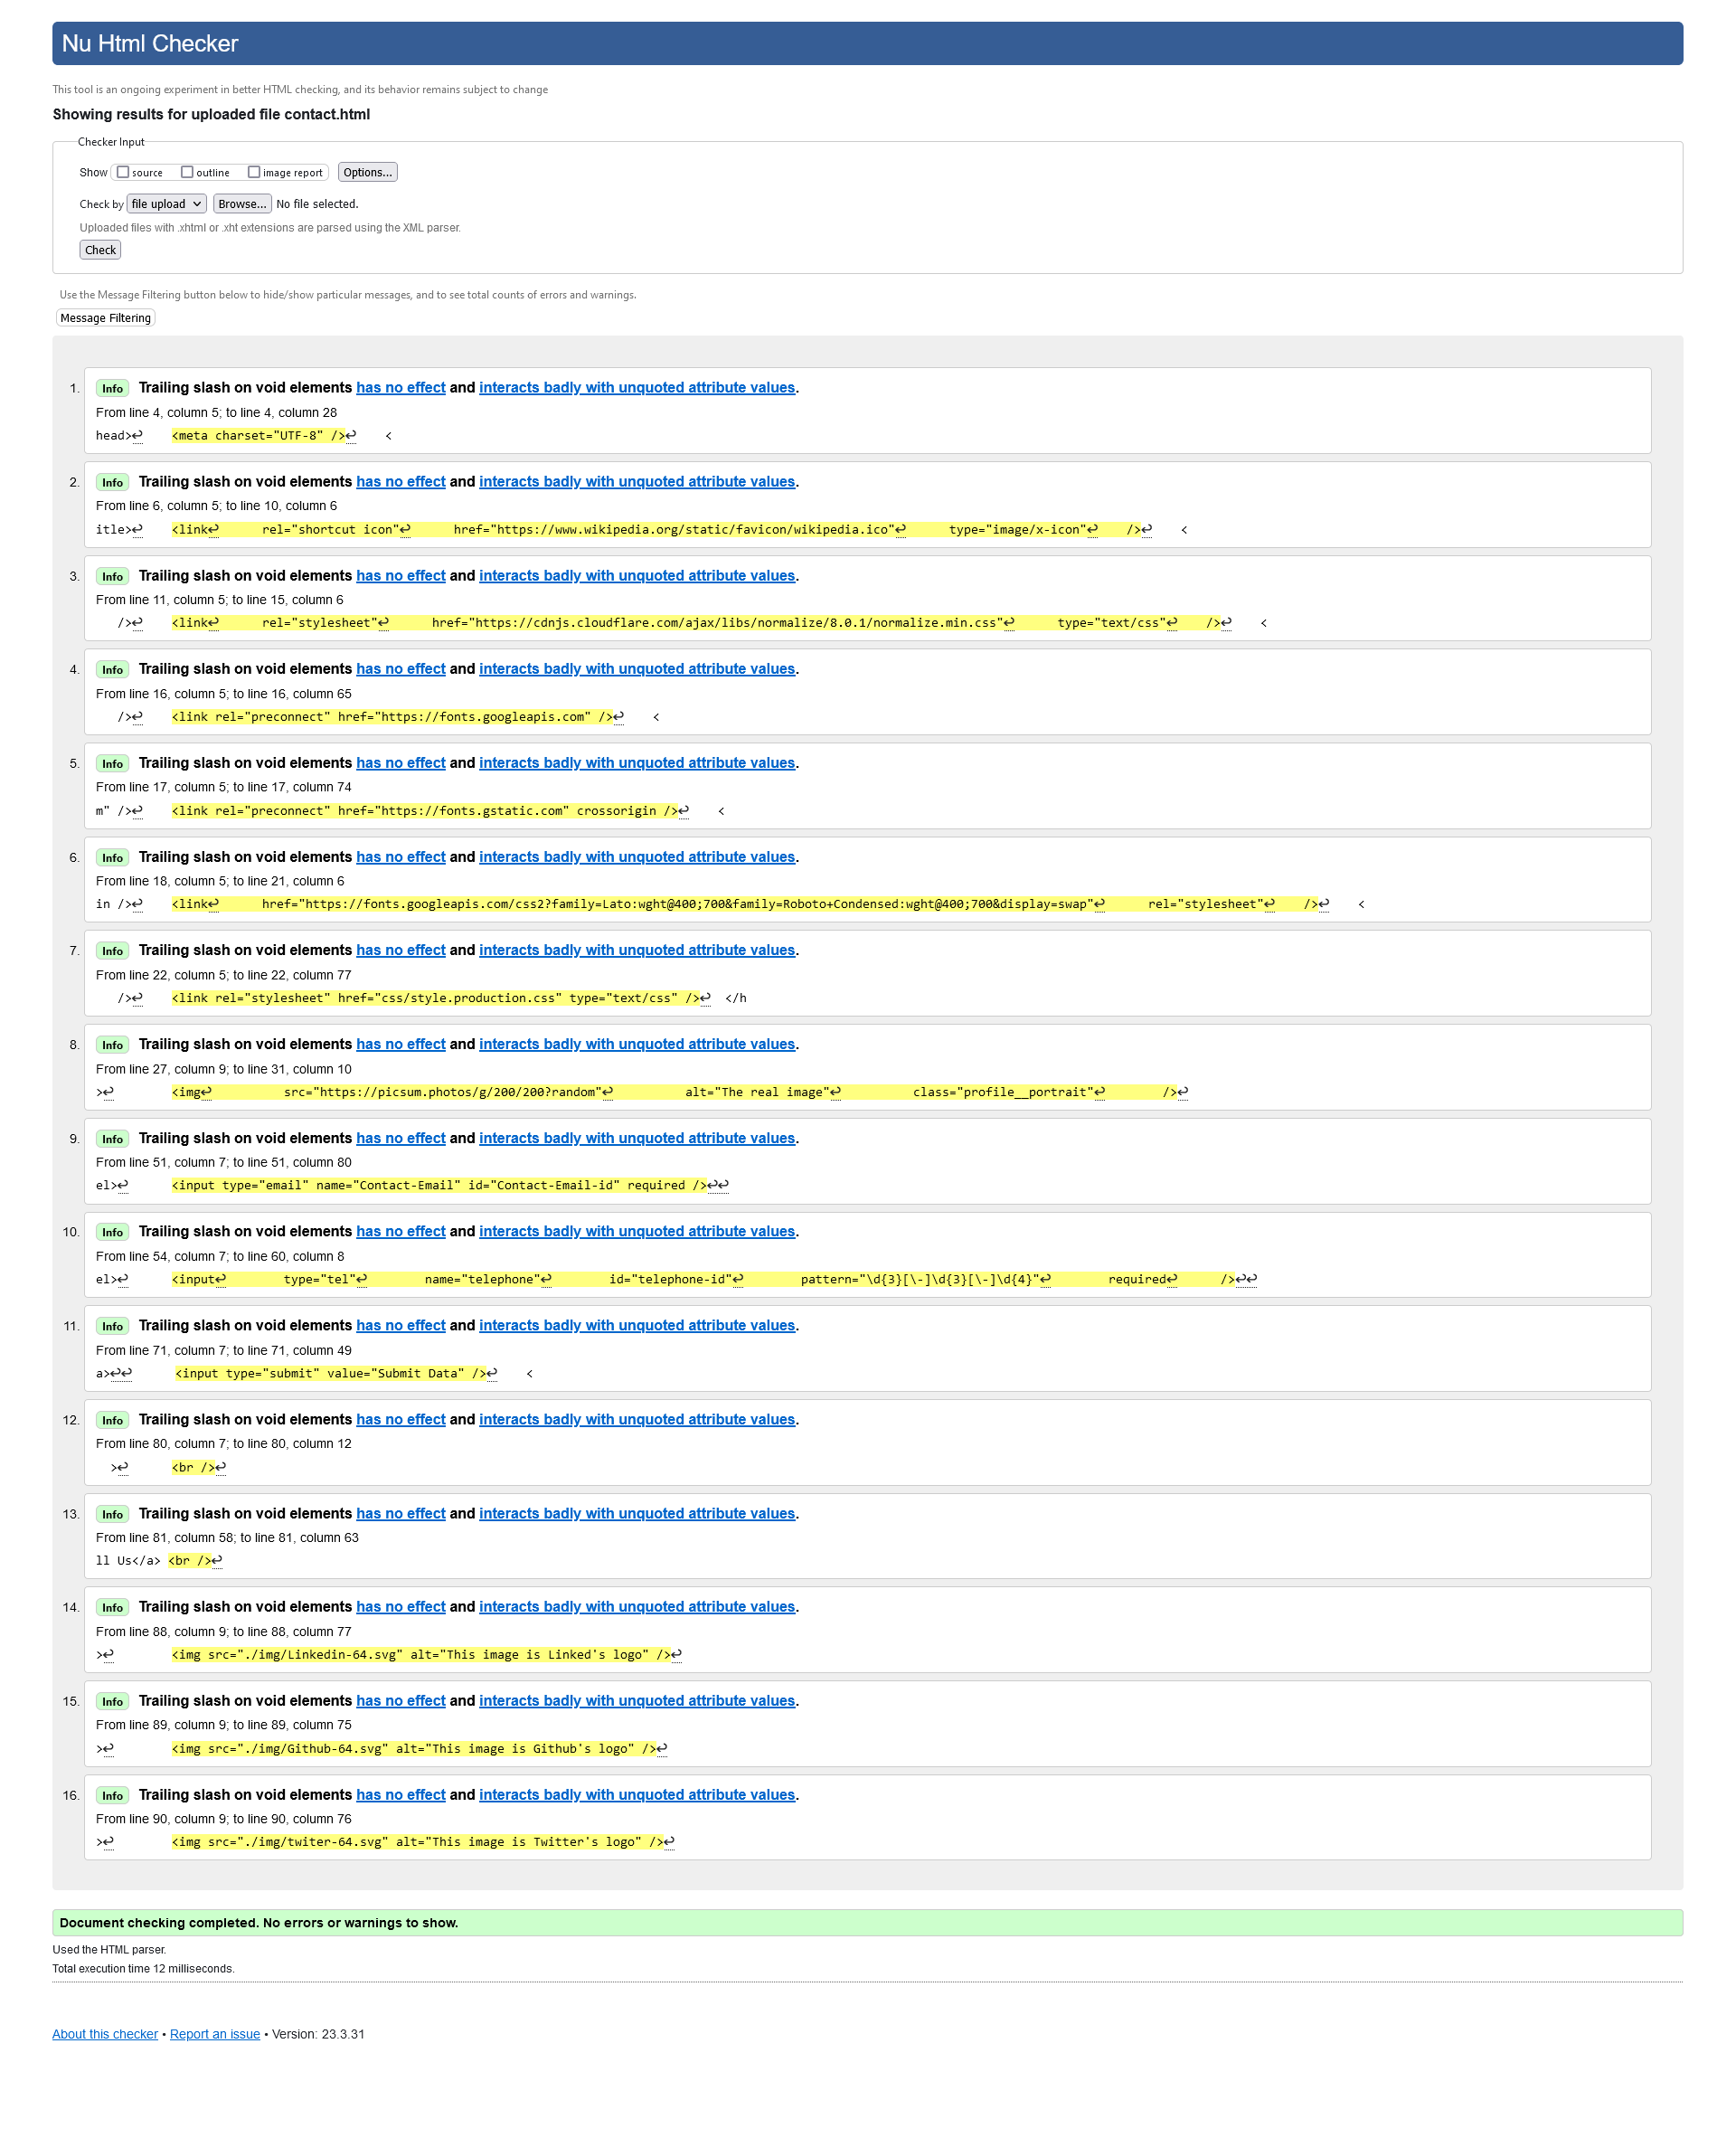 Nu Html Checker
This tool is an ongoing experiment in better HTML checking, and its behavior remains subject to change
Showing results for uploaded file contact.html
Checker Input
Show source outline image report Options...
Check by file upload Browse... No file selected.
Uploaded files with .xhtml or .xht extensions are parsed using the XML parser.
Check
Use the Message Filtering button below to hide/show particular messages, and to see total counts of errors and warnings.
Message Filtering
1. Info Trailing slash on void elements has no effect and interacts badly with unquoted attribute values.
From line 4, column 5; to line 4, column 28
head>↩    <meta charset="UTF-8" />↩    <
2. Info Trailing slash on void elements has no effect and interacts badly with unquoted attribute values.
From line 6, column 5; to line 10, column 6
itle>↩    <link↩      rel="shortcut icon"↩      href="https://www.wikipedia.org/static/favicon/wikipedia.ico"↩      type="image/x-icon"↩    />↩    <
3. Info Trailing slash on void elements has no effect and interacts badly with unquoted attribute values.
From line 11, column 5; to line 15, column 6
/>↩    <link↩      rel="stylesheet"↩      href="https://cdnjs.cloudflare.com/ajax/libs/normalize/8.0.1/normalize.min.css"↩      type="text/css"↩    />↩    <
4. Info Trailing slash on void elements has no effect and interacts badly with unquoted attribute values.
From line 16, column 5; to line 16, column 65
/>↩    <link rel="preconnect" href="https://fonts.googleapis.com" />↩    <
5. Info Trailing slash on void elements has no effect and interacts badly with unquoted attribute values.
From line 17, column 5; to line 17, column 74
m" />↩    <link rel="preconnect" href="https://fonts.gstatic.com" crossorigin />↩    <
6. Info Trailing slash on void elements has no effect and interacts badly with unquoted attribute values.
From line 18, column 5; to line 21, column 6
in />↩    <link↩      href="https://fonts.googleapis.com/css2?family=Lato:wght@400;700&family=Roboto+Condensed:wght@400;700&display=swap"↩      rel="stylesheet"↩    />↩    <
7. Info Trailing slash on void elements has no effect and interacts badly with unquoted attribute values.
From line 22, column 5; to line 22, column 77
/>↩    <link rel="stylesheet" href="css/style.production.css" type="text/css" />↩  </h
8. Info Trailing slash on void elements has no effect and interacts badly with unquoted attribute values.
From line 27, column 9; to line 31, column 10
>↩        <img↩          src="https://picsum.photos/g/200/200?random"↩          alt="The real image"↩          class="profile__portrait"↩        />↩
9. Info Trailing slash on void elements has no effect and interacts badly with unquoted attribute values.
From line 51, column 7; to line 51, column 80
el>↩      <input type="email" name="Contact-Email" id="Contact-Email-id" required />↩↩
10. Info Trailing slash on void elements has no effect and interacts badly with unquoted attribute values.
From line 54, column 7; to line 60, column 8
el>↩      <input↩        type="tel"↩        name="telephone"↩        id="telephone-id"↩        pattern="\d{3}[\-]\d{3}[\-]\d{4}"↩        required↩      />↩↩
11. Info Trailing slash on void elements has no effect and interacts badly with unquoted attribute values.
From line 71, column 7; to line 71, column 49
a>↩↩      <input type="submit" value="Submit Data" />↩    <
12. Info Trailing slash on void elements has no effect and interacts badly with unquoted attribute values.
From line 80, column 7; to line 80, column 12
>↩      <br />↩
13. Info Trailing slash on void elements has no effect and interacts badly with unquoted attribute values.
From line 81, column 58; to line 81, column 63
ll Us</a> <br />↩
14. Info Trailing slash on void elements has no effect and interacts badly with unquoted attribute values.
From line 88, column 9; to line 88, column 77
>↩        <img src="./img/Linkedin-64.svg" alt="This image is Linked's logo" />↩
15. Info Trailing slash on void elements has no effect and interacts badly with unquoted attribute values.
From line 89, column 9; to line 89, column 75
>↩        <img src="./img/Github-64.svg" alt="This image is Github's logo" />↩
16. Info Trailing slash on void elements has no effect and interacts badly with unquoted attribute values.
From line 90, column 9; to line 90, column 76
>↩        <img src="./img/twiter-64.svg" alt="This image is Twitter's logo" />↩
Document checking completed. No errors or warnings to show.
Used the HTML parser.
Total execution time 12 milliseconds.
About this checker • Report an issue • Version: 23.3.31